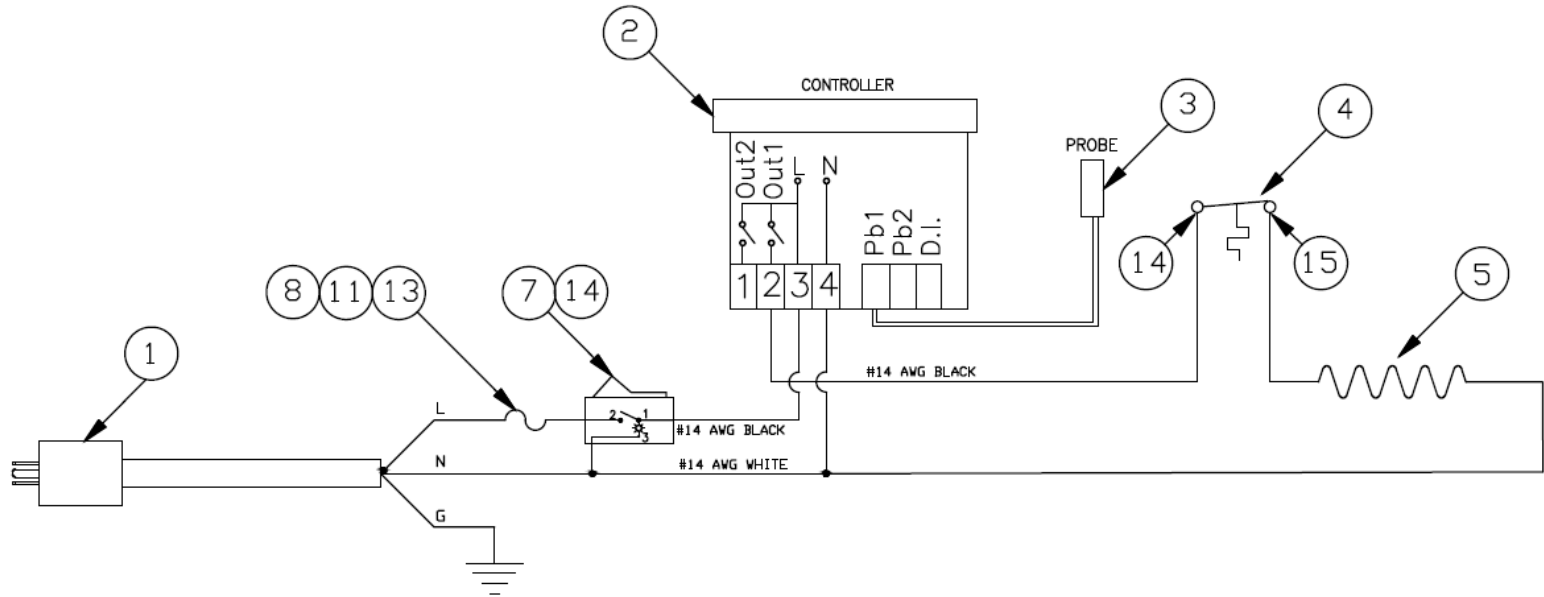 2
CONTROLLER
3
4
PROBE
Out2
Out1
L
N
Pb1
Pb2
D.I.
14
15
1
2
3
4
8
11
13
7
14
5
1
#14 AWG BLACK
L
2
1
3
#14 AWG BLACK
N
#14 AWG WHITE
G